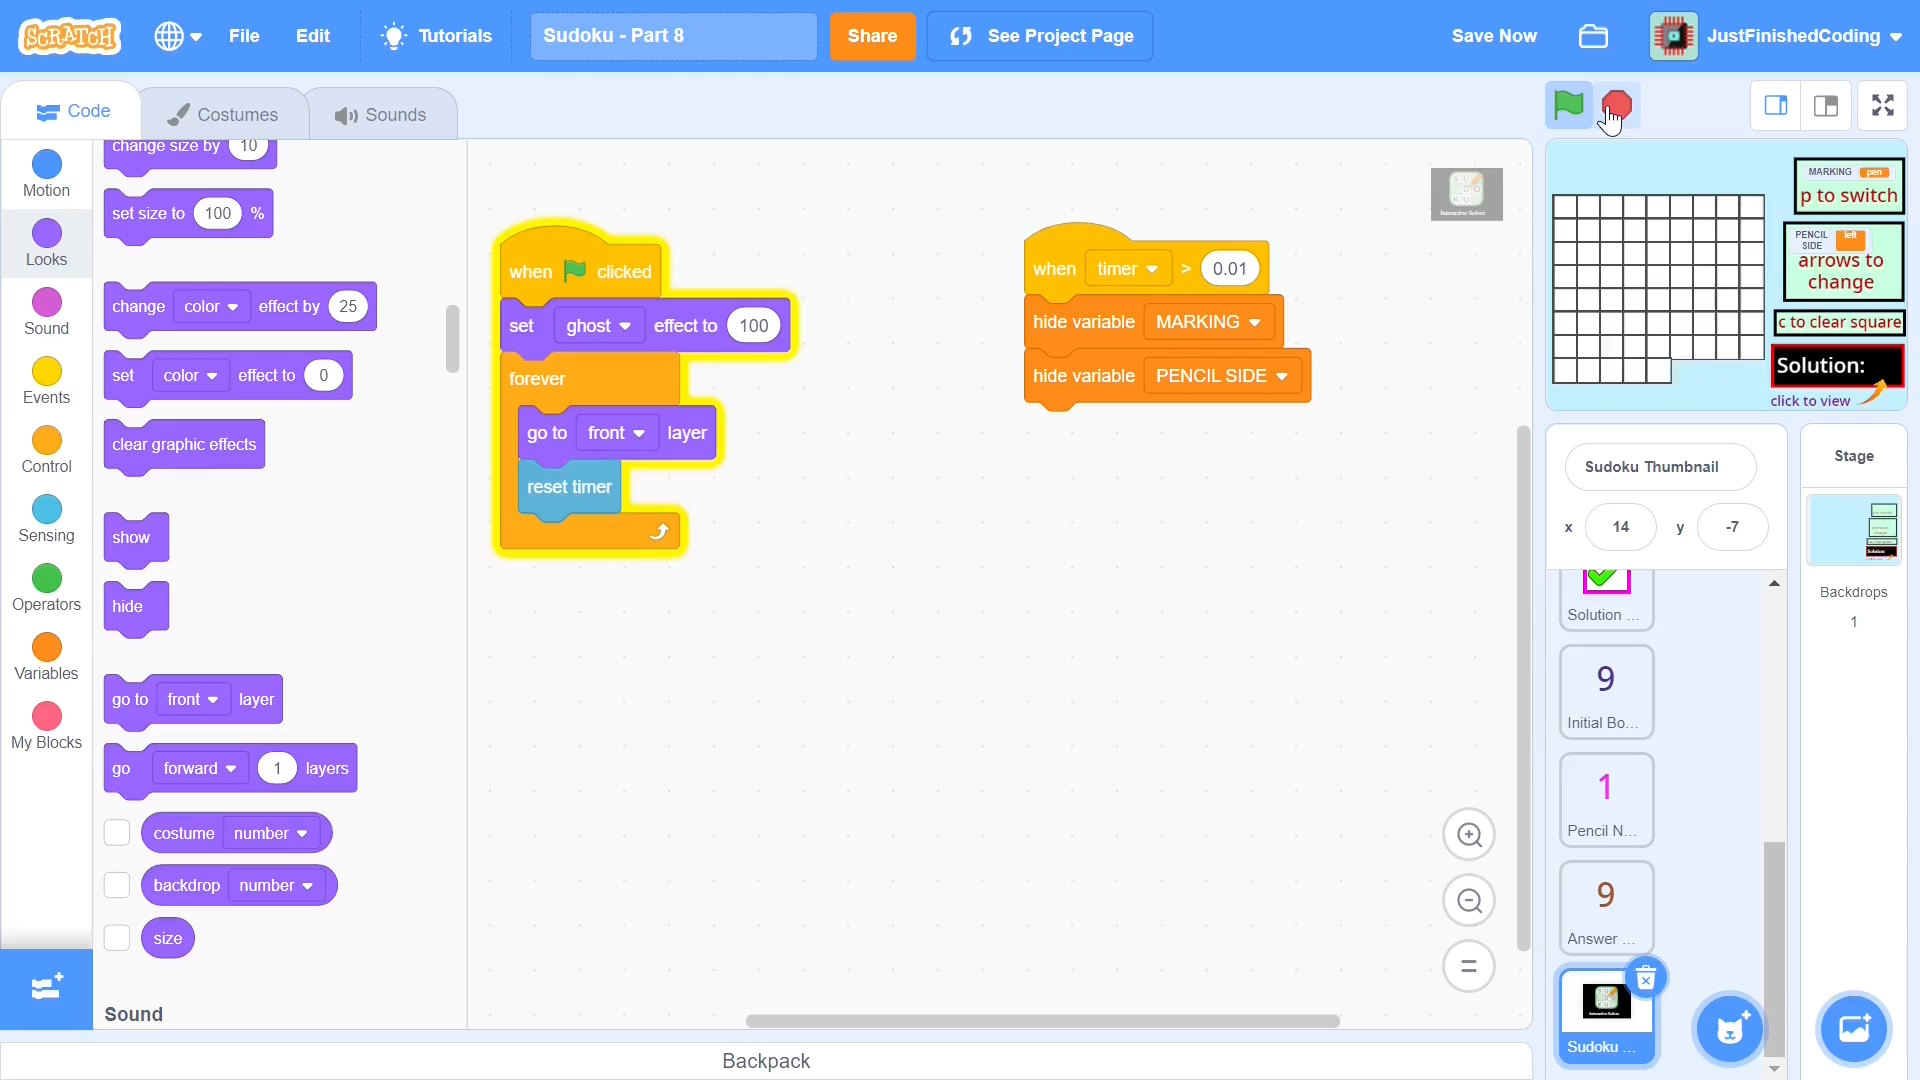 SCRATCH
File
Edit
Tutorials
Sudoku - Part 8
Share
See Project Page
Save Now
JustFinishedCoding
Code
Costumes
Sounds
Motion
Looks
Sound
Events
Control
Sensing
Operators
Variables
My Blocks
change size by 10
set size to 100 %
change color effect by 25
set color effect to 0
clear graphic effects
show
hide
go to front layer
go forward 1 layers
costume number
backdrop number
size
Sound
when clicked
set ghost effect to 100
forever
go to front layer
reset timer
when timer > 0.01
hide variable MARKING
hide variable PENCIL SIDE
Interactive Solver
MARKING pen
p to switch
PENCIL SIDE left
arrows to
change
c to clear square
Solution:
click to view
Sudoku Thumbnail
x 14 y -7
Solution ...
9
Initial Bo...
1
Pencil N...
9
Answer ...
Sudoku ...
Stage
Backdrops
1
Backpack